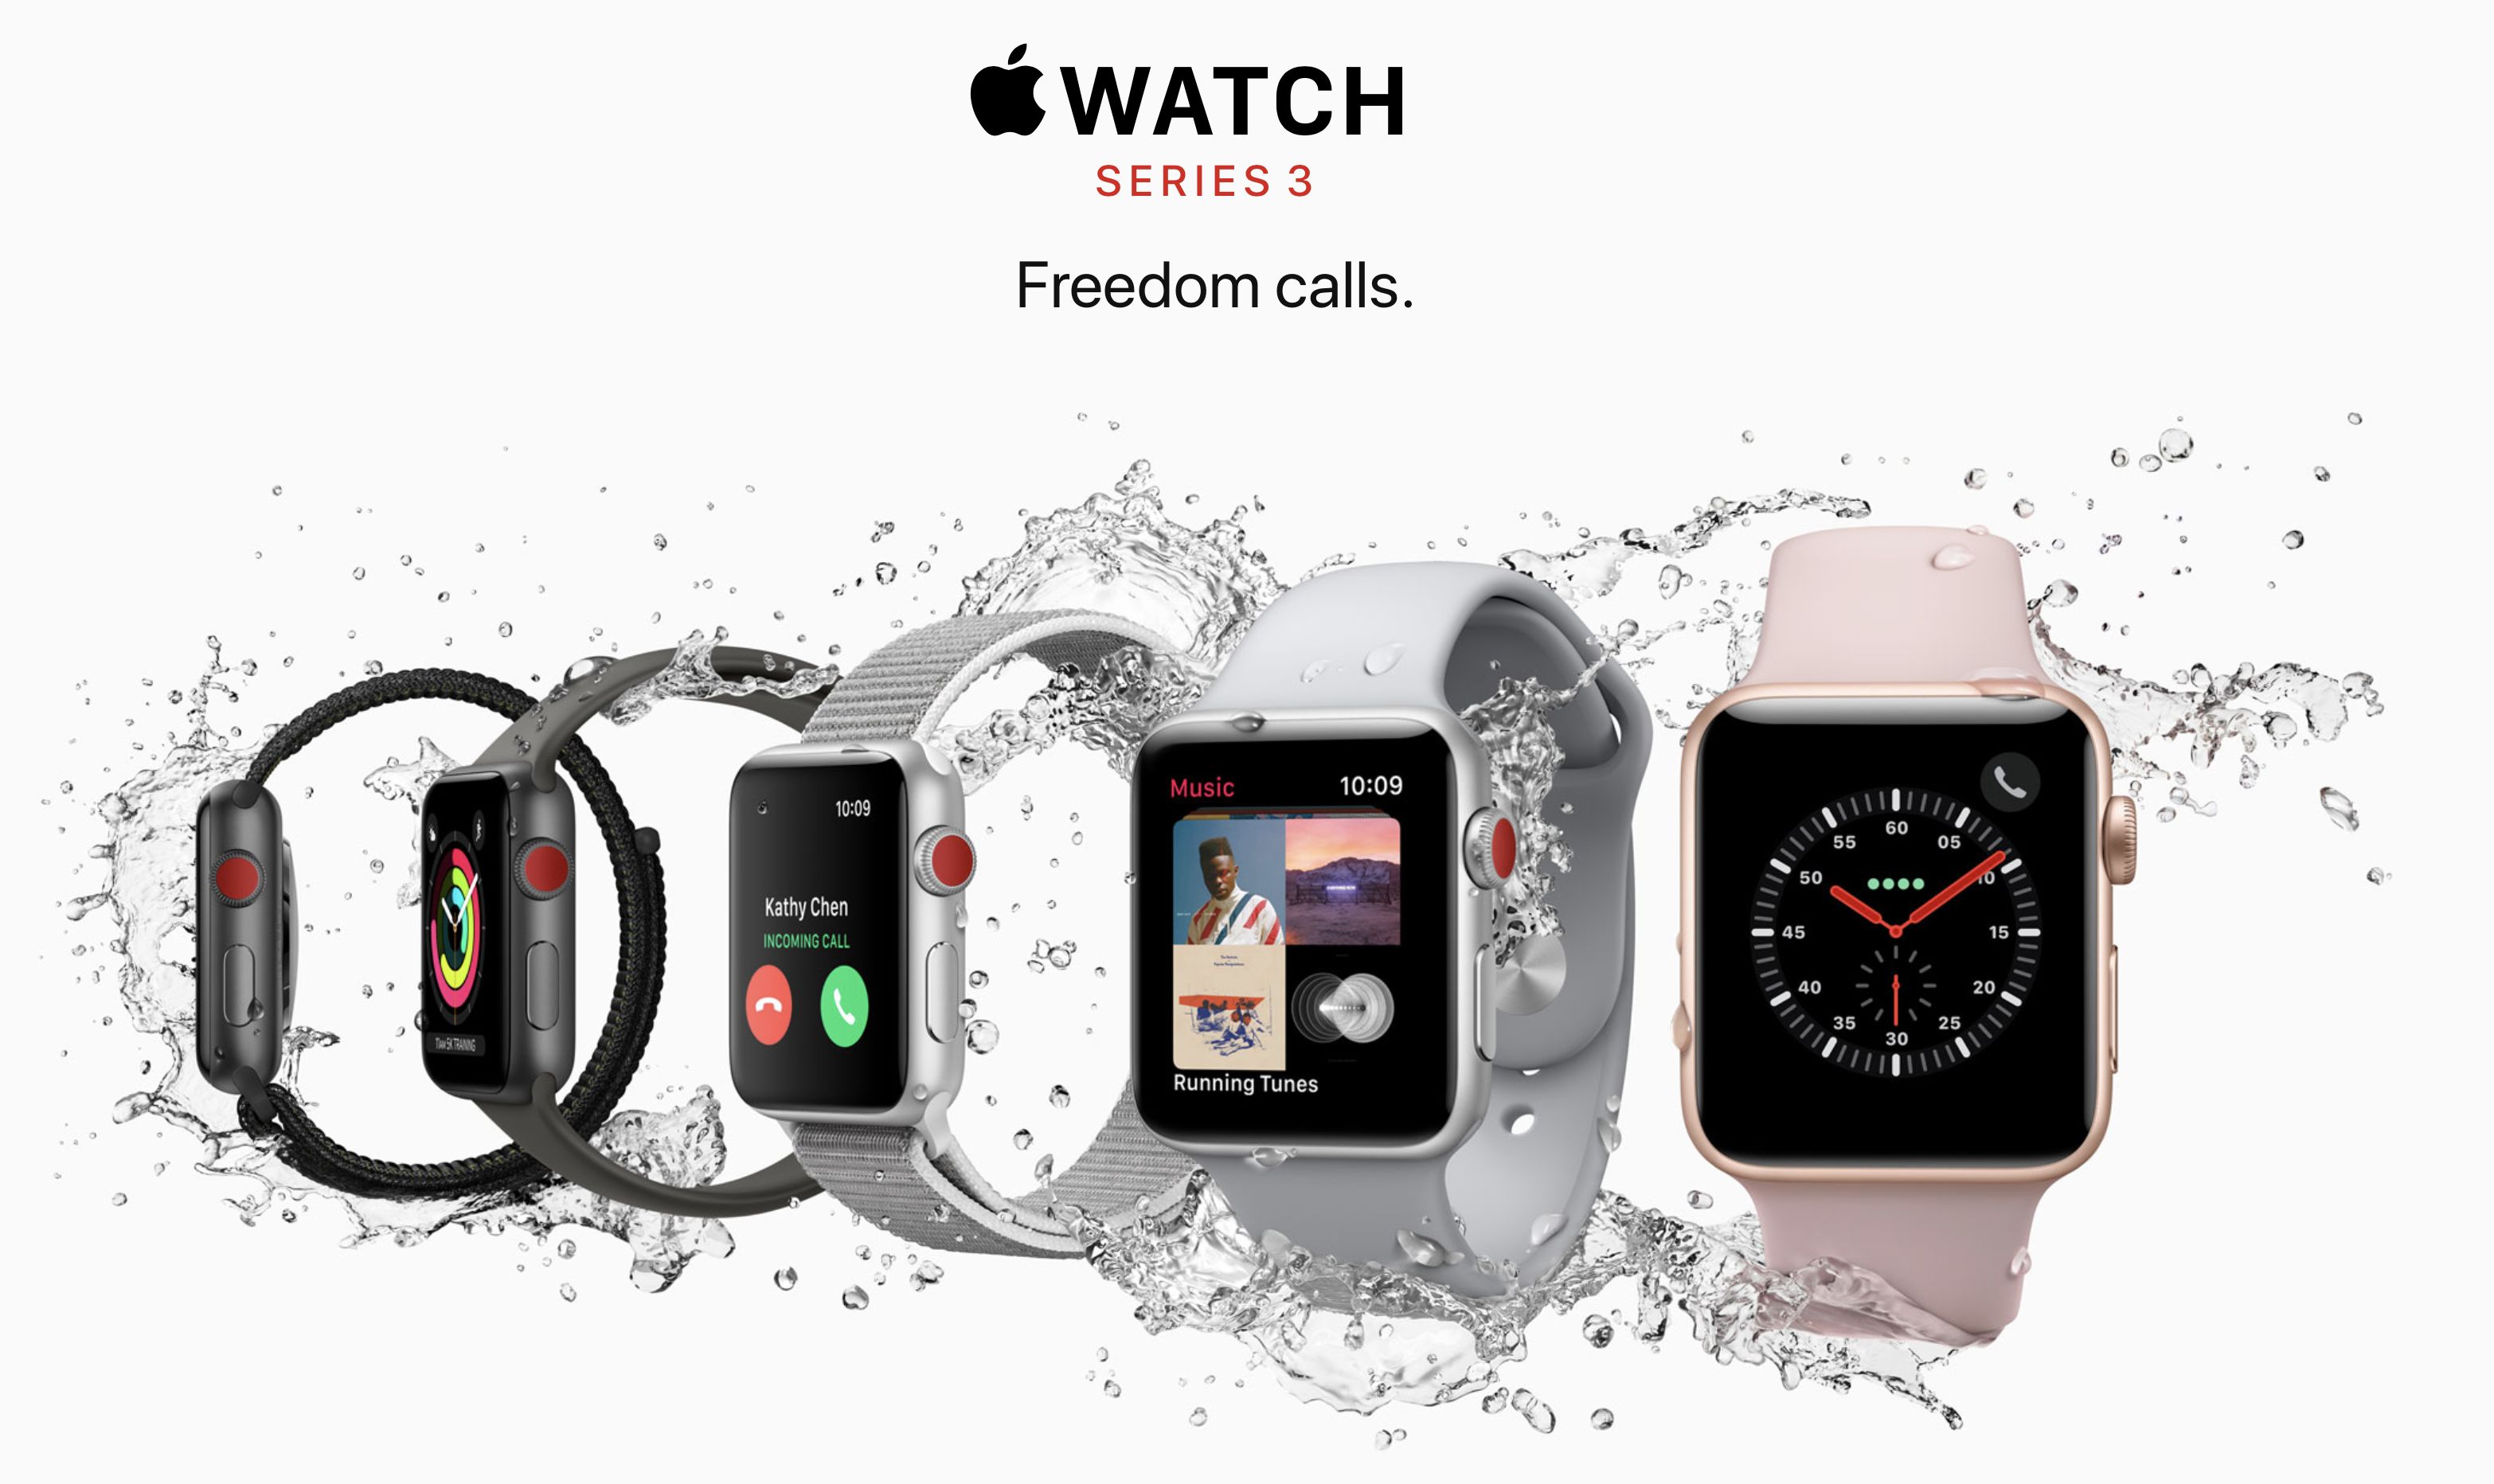 WATCH
SERIES 3
Freedom calls.
10:09
Kathy Chen
INCOMING CALL
Music
10:09
Running Tunes
60
55
05
50
10
45
15
40
20
35
25
30